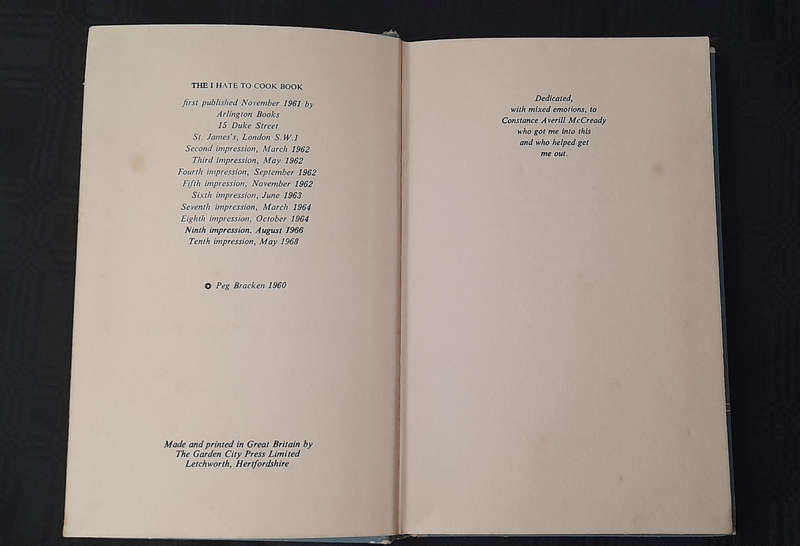 THE I HATE TO COOK BOOK
first published November 1961 by
Arlington Books
15 Duke Street
St. James's, London S.W.1
Second impression, March 1962
Third impression, May 1962
Fourth impression, September 1962
Fifth impression, November 1962
Sixth impression, June 1963
Seventh impression, March 1964
Eighth impression, October 1964
Ninth impression, August 1966
Tenth impression, May 1968
© Peg Bracken 1960
Made and printed in Great Britain by
The Garden City Press Limited
Letchworth, Hertfordshire
Dedicated,
with mixed emotions, to
Constance Averill McCready
who got me into this
and who helped get
me out.